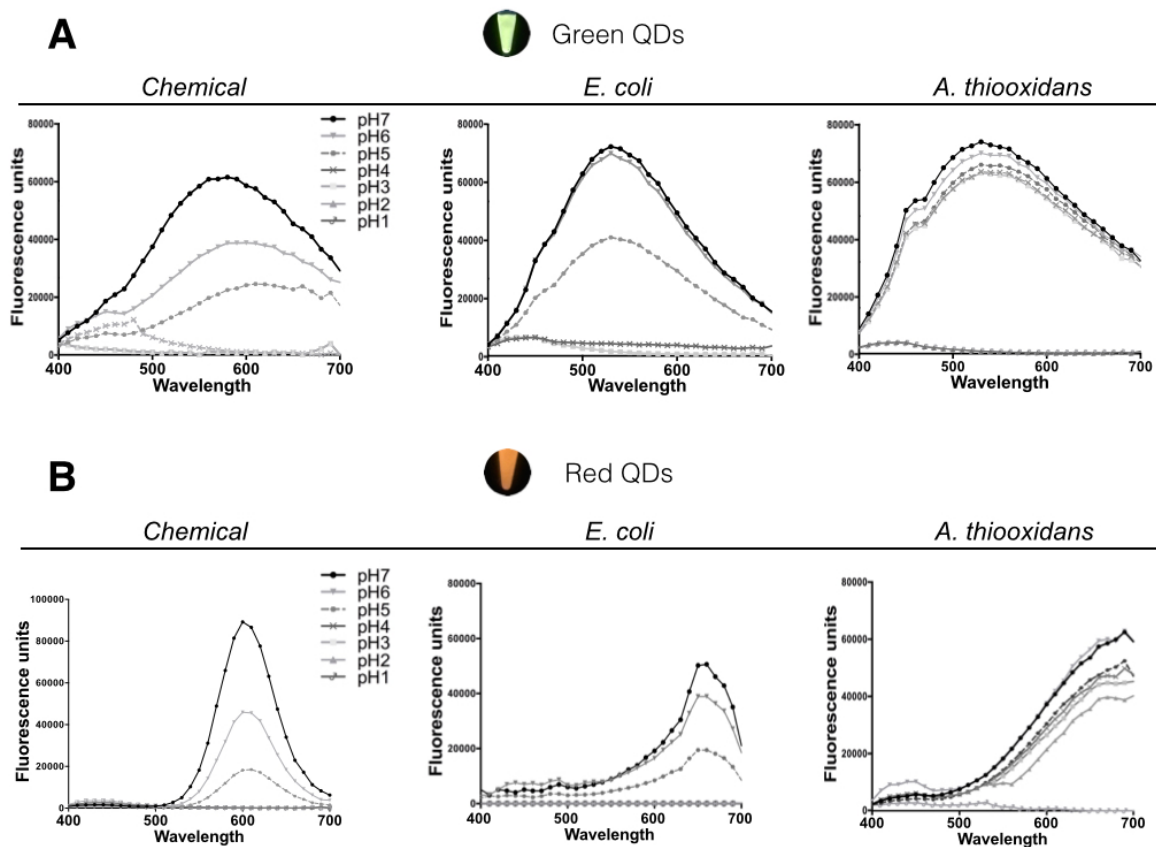 A
Green QDs
Chemical
E. coli
A. thiooxidans
Fluorescence units
80000
60000
40000
20000
0
400
500
600
700
Wavelength
pH7
pH6
pH5
pH4
pH3
pH2
pH1
Fluorescence units
80000
60000
40000
20000
0
400
500
600
700
Wavelength
Fluorescence units
80000
60000
40000
20000
0
400
500
600
700
Wavelength
B
Red QDs
Chemical
E. coli
A. thiooxidans
Fluorescence units
100000
80000
60000
40000
20000
0
400
500
600
700
Wavelength
pH7
pH6
pH5
pH4
pH3
pH2
pH1
Fluorescence units
80000
60000
40000
20000
0
400
500
600
700
Wavelength
Fluorescence units
80000
60000
40000
20000
0
400
500
600
700
Wavelength